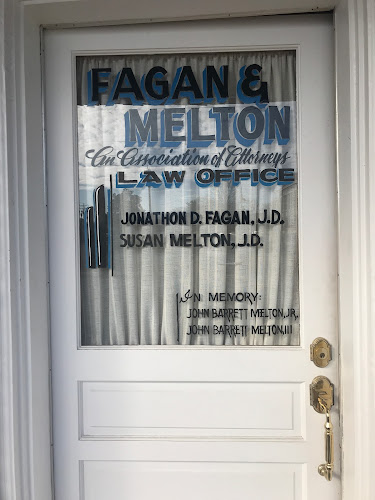 FAGAN &
MELTON
An Association of Attorneys
LAW OFFICE
JONATHON D. FAGAN, J.D.
SUSAN MELTON, J.D.
IN MEMORY:
JOHN BARRETT MELTON, JR.
JOHN BARRETT MELTON, III